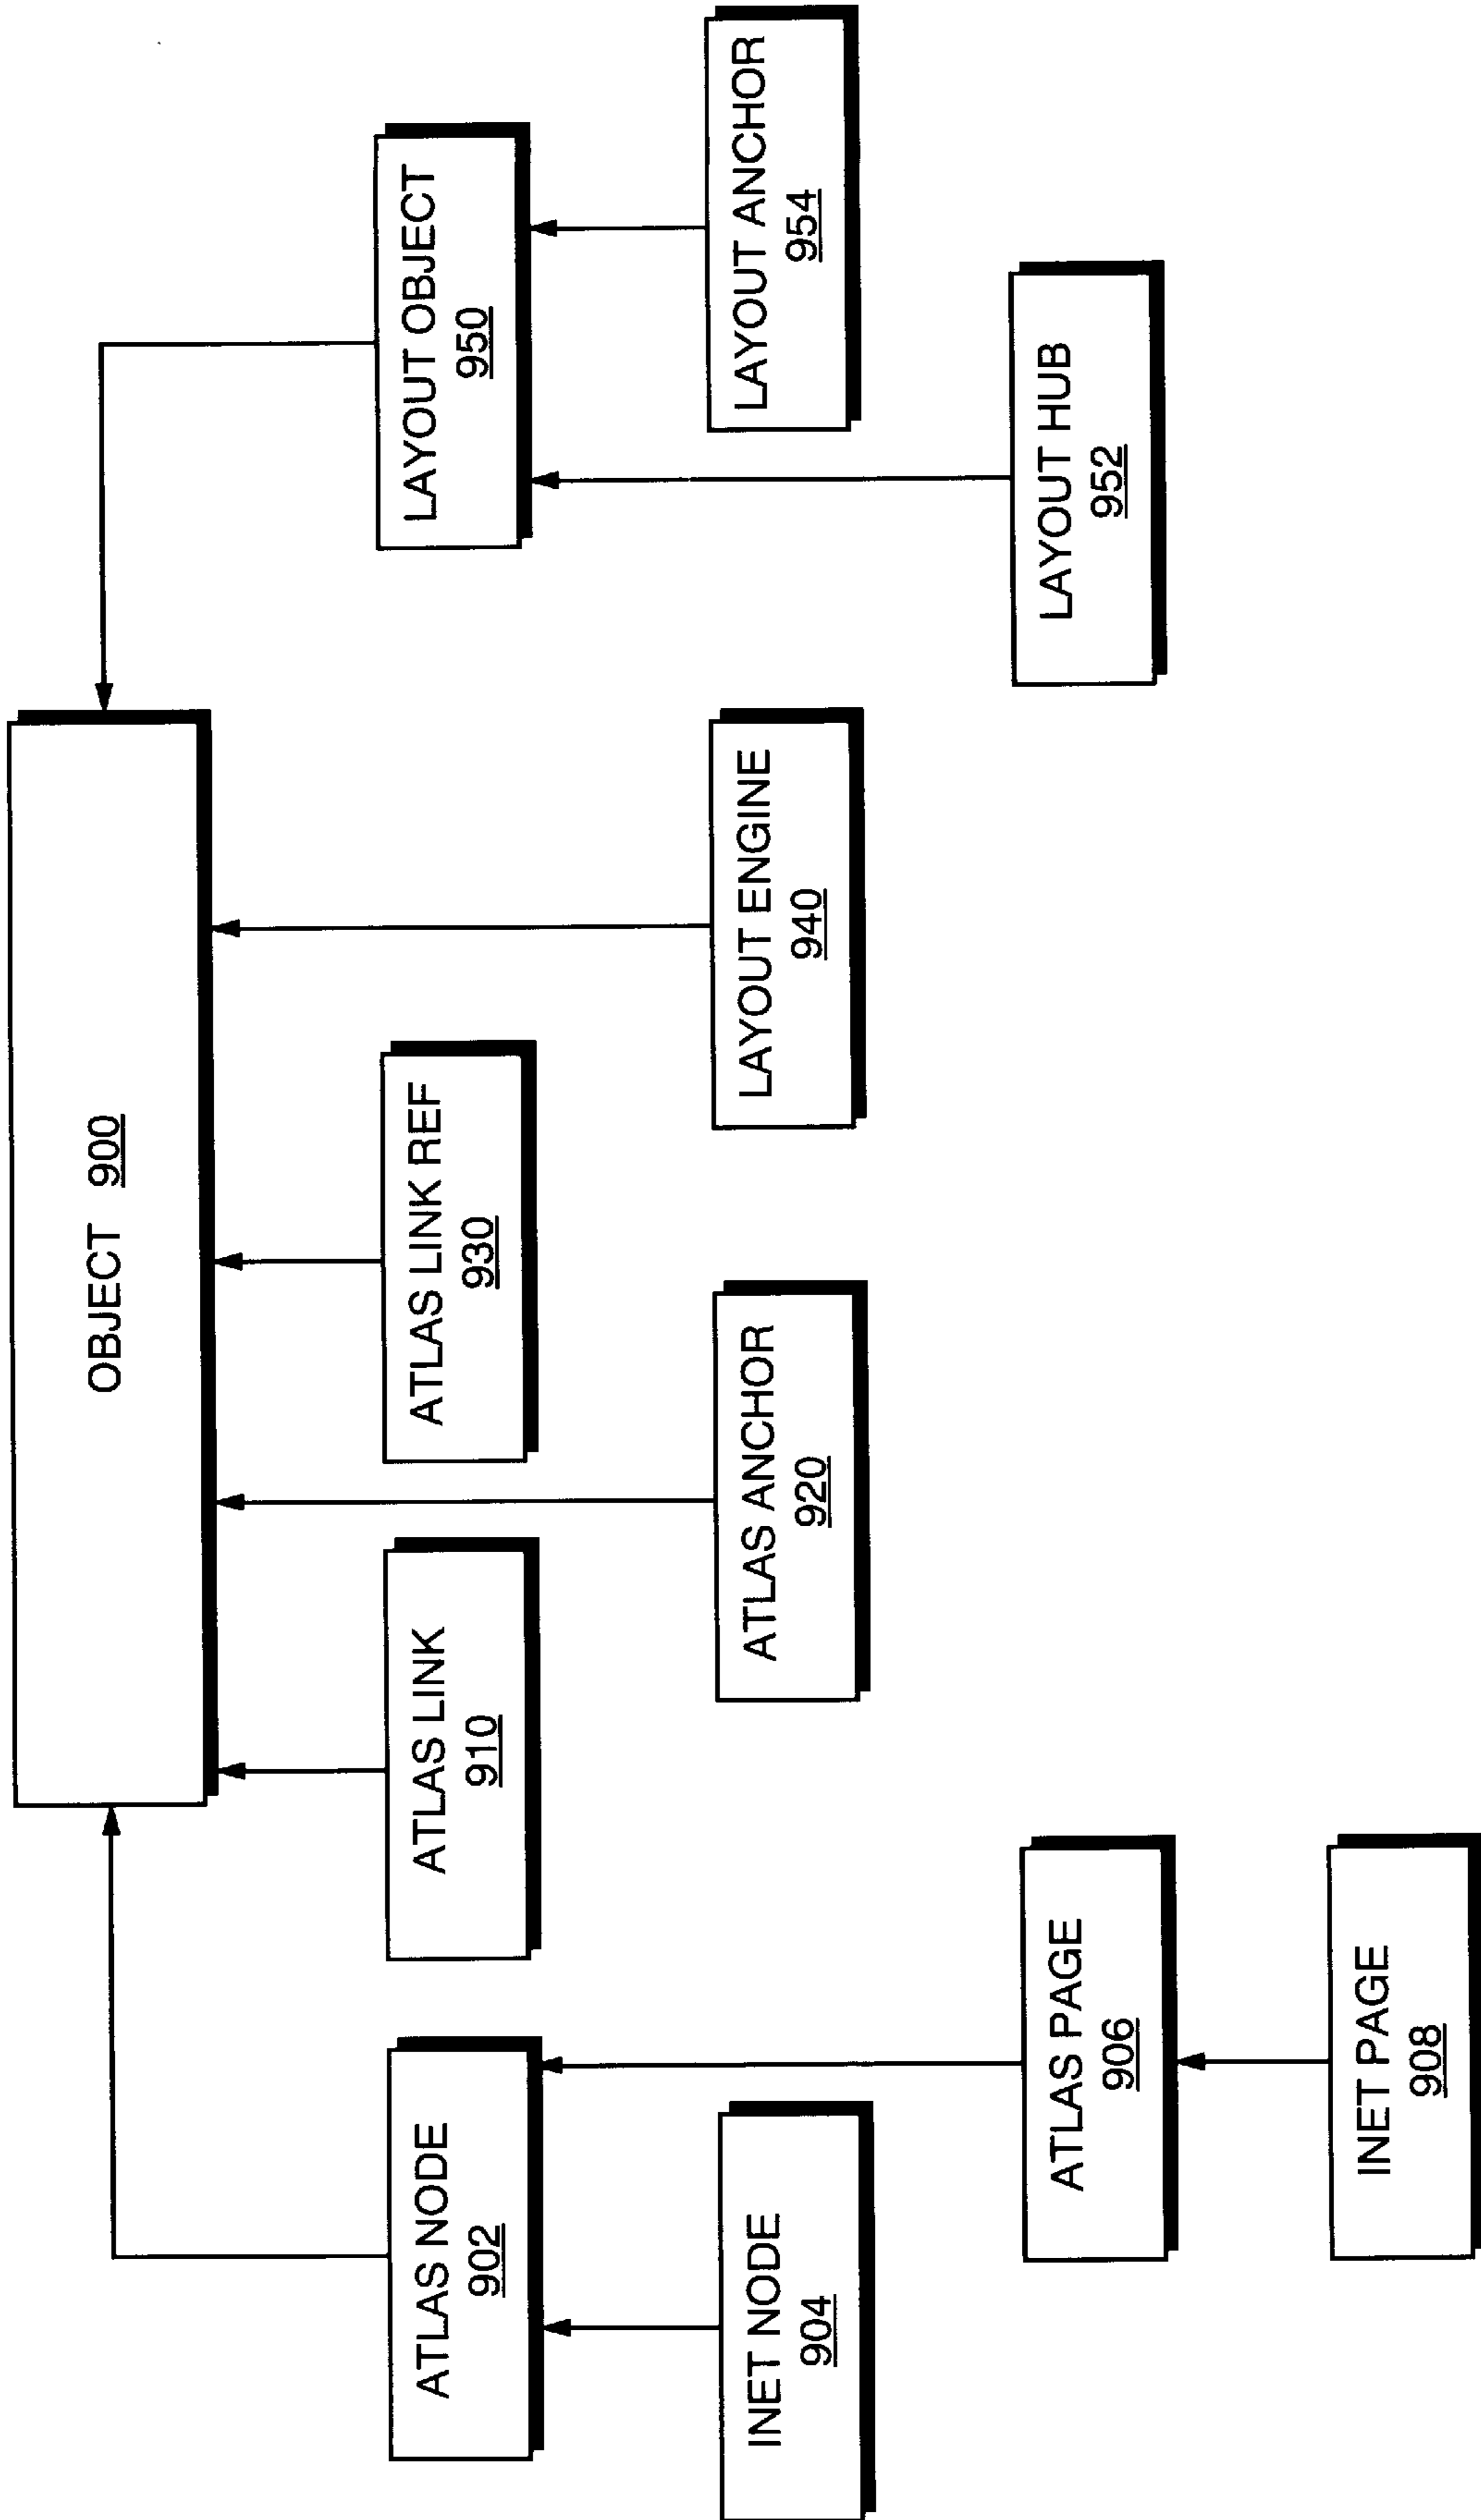 OBJECT 900
ATLAS NODE
902
ATLAS LINK
910
ATLAS LINK REF
930
LAYOUT OBJECT
950
INET NODE
904
ATLAS ANCHOR
920
LAYOUT ENGINE
940
LAYOUT ANCHOR
954
ATLAS PAGE
906
LAYOUT HUB
952
INET PAGE
908